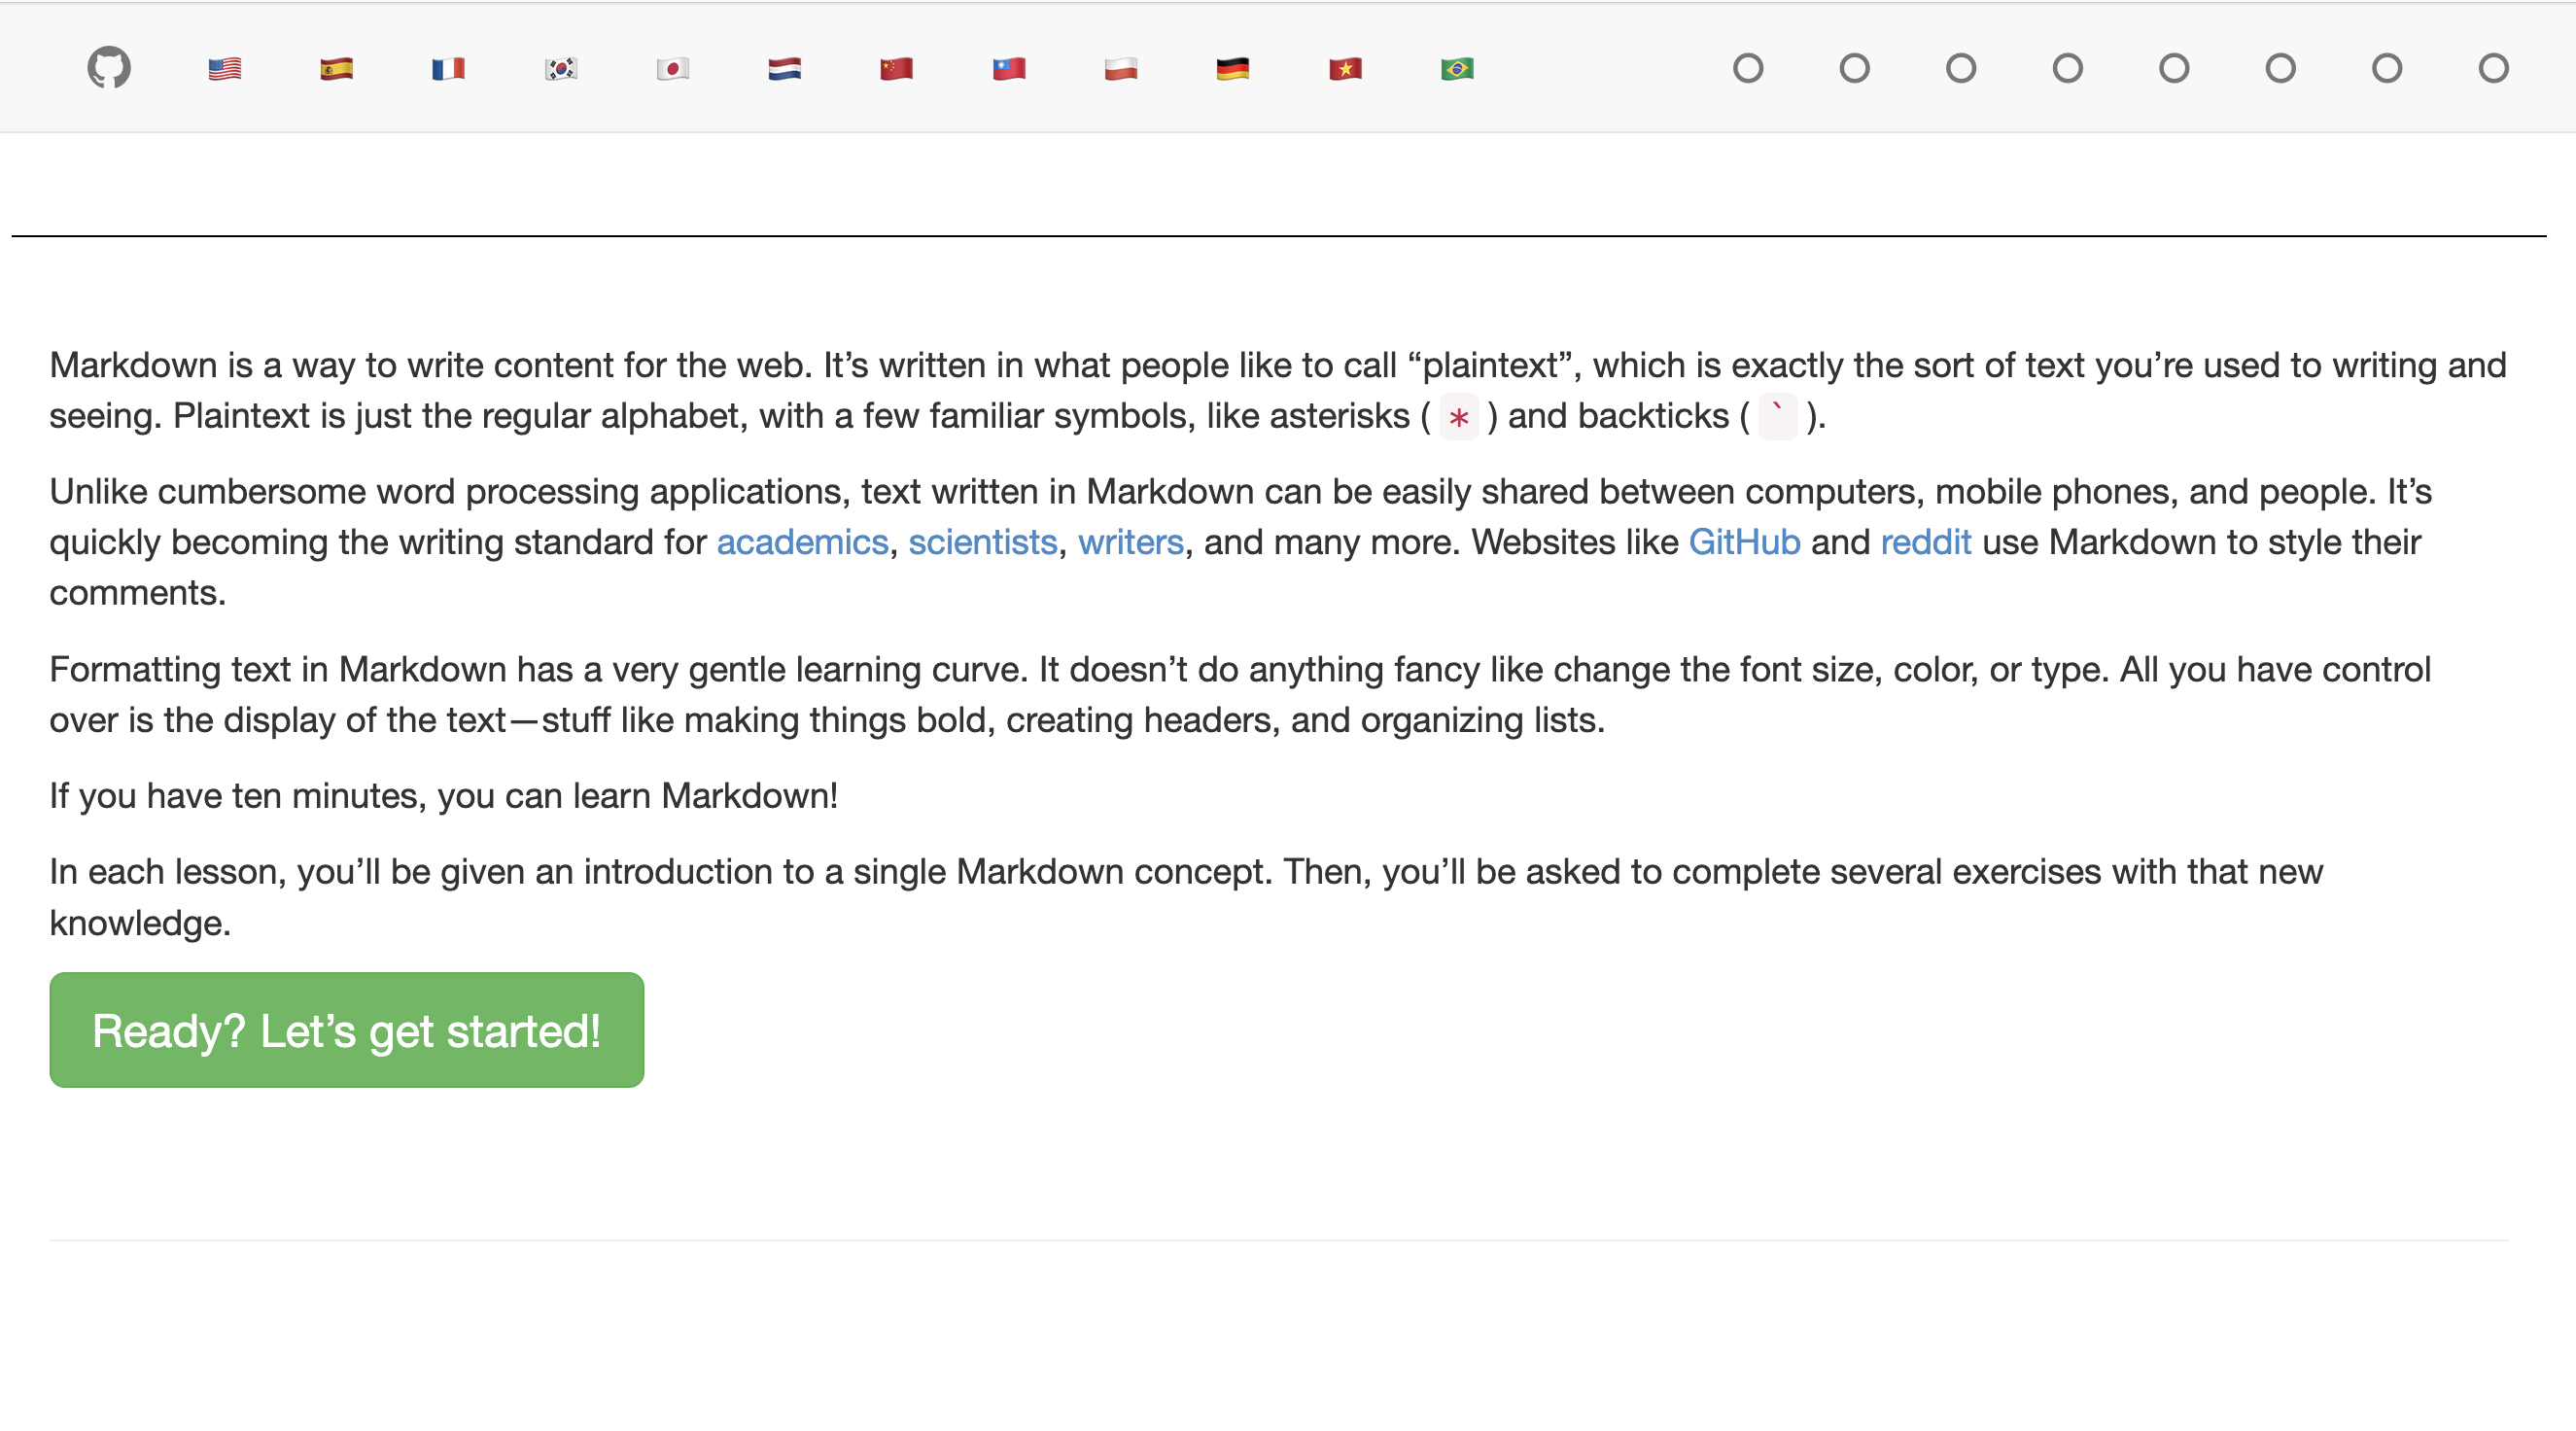 Markdown is a way to write content for the web. It’s written in what people like to call “plaintext”, which is exactly the sort of text you’re used to writing and
seeing. Plaintext is just the regular alphabet, with a few familiar symbols, like asterisks ( * ) and backticks ( ` ).
Unlike cumbersome word processing applications, text written in Markdown can be easily shared between computers, mobile phones, and people. It’s
quickly becoming the writing standard for academics, scientists, writers, and many more. Websites like GitHub and reddit use Markdown to style their
comments.
Formatting text in Markdown has a very gentle learning curve. It doesn’t do anything fancy like change the font size, color, or type. All you have control
over is the display of the text—stuff like making things bold, creating headers, and organizing lists.
If you have ten minutes, you can learn Markdown!
In each lesson, you’ll be given an introduction to a single Markdown concept. Then, you’ll be asked to complete several exercises with that new
knowledge.
Ready? Let’s get started!